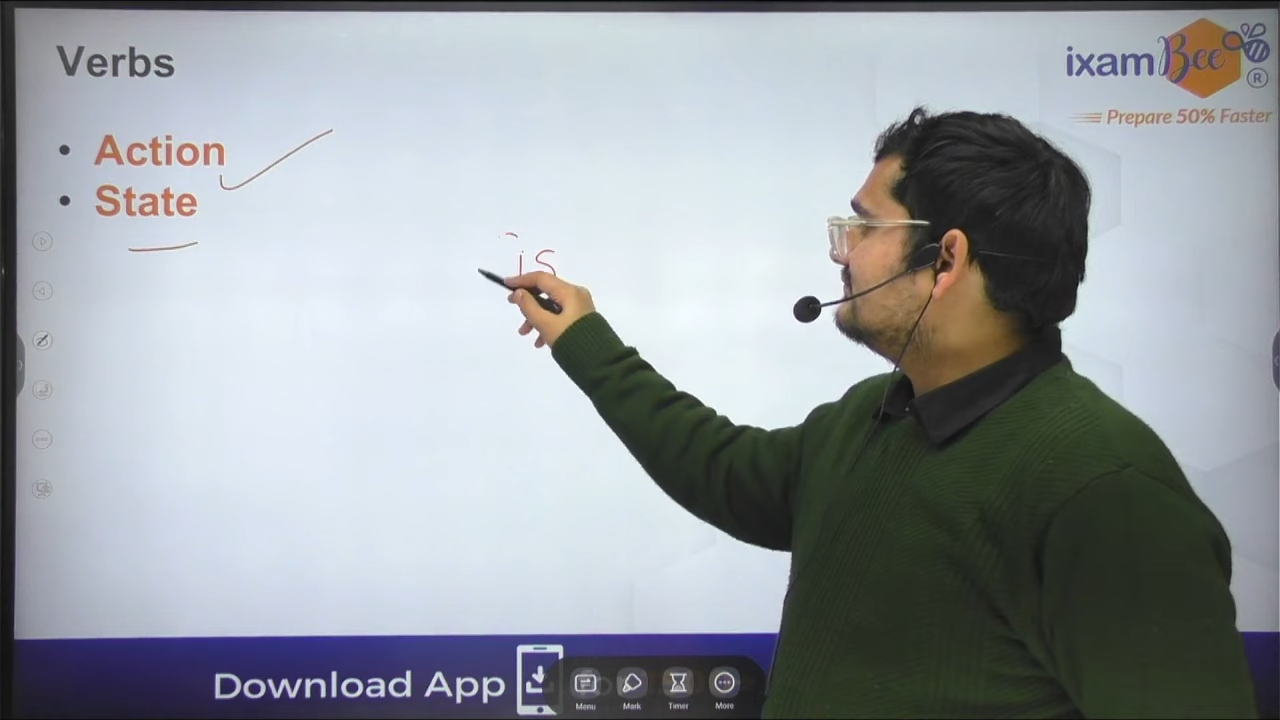 Verbs
ixamBee
R
Prepare 50% Faster
• Action
• State
is
Download App
Menu
Mark
Timer
More